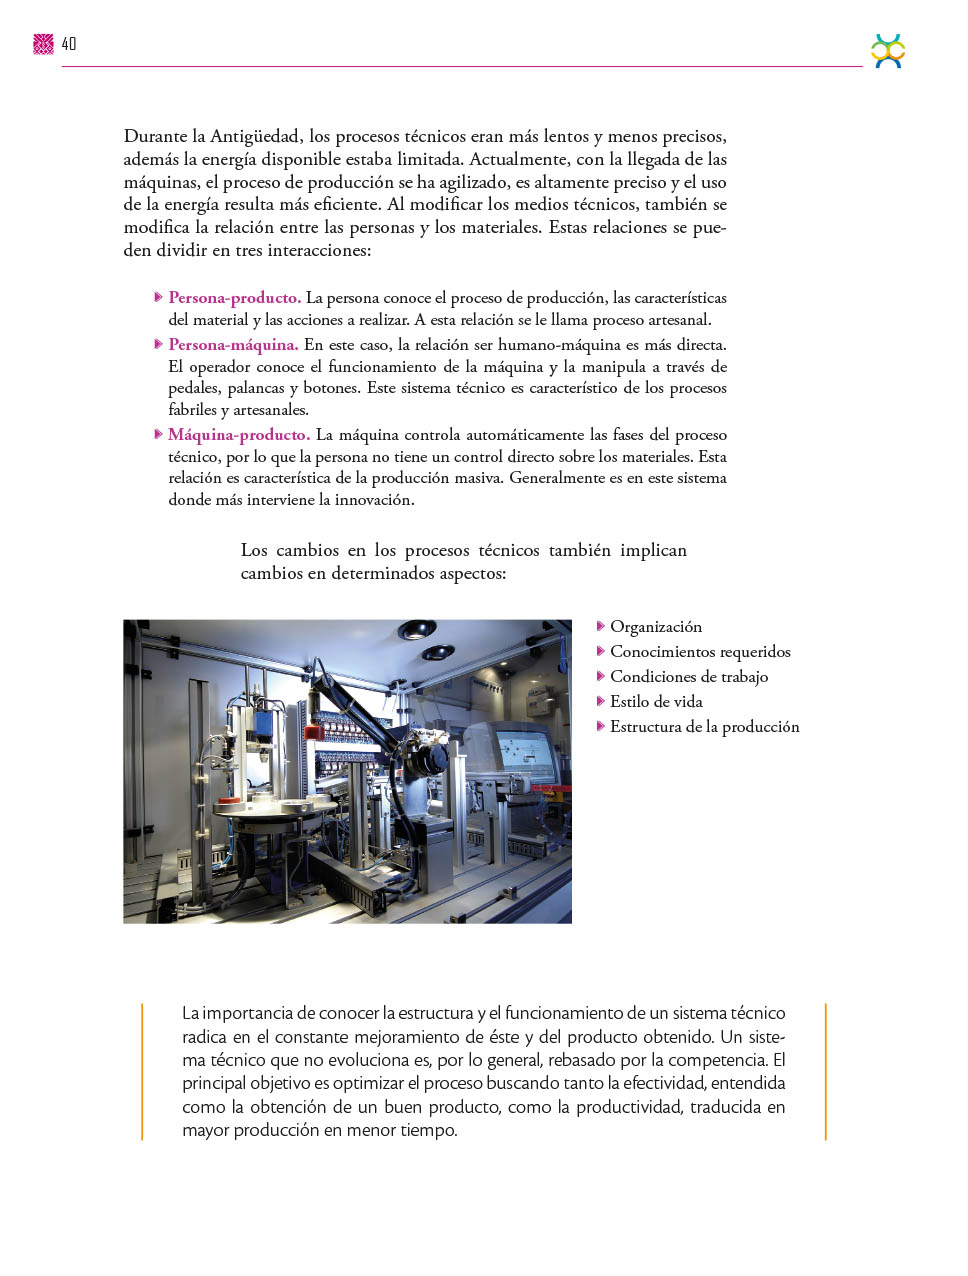 40
Durante la Antigüedad, los procesos técnicos eran más lentos y menos precisos,
además la energía disponible estaba limitada. Actualmente, con la llegada de las
máquinas, el proceso de producción se ha agilizado, es altamente preciso y el uso
de la energía resulta más eficiente. Al modificar los medios técnicos, también se
modifica la relación entre las personas y los materiales. Estas relaciones se pue-
den dividir en tres interacciones:
Persona-producto. La persona conoce el proceso de producción, las características
del material y las acciones a realizar. A esta relación se le llama proceso artesanal.
Persona-máquina. En este caso, la relación ser humano-máquina es más directa.
El operador conoce el funcionamiento de la máquina y la manipula a través de
pedales, palancas y botones. Este sistema técnico es característico de los procesos
fabriles y artesanales.
Máquina-producto. La máquina controla automáticamente las fases del proceso
técnico, por lo que la persona no tiene un control directo sobre los materiales. Esta
relación es característica de la producción masiva. Generalmente es en este sistema
donde más interviene la innovación.
Los cambios en los procesos técnicos también implican
cambios en determinados aspectos:
Organización
Conocimientos requeridos
Condiciones de trabajo
Estilo de vida
Estructura de la producción
La importancia de conocer la estructura y el funcionamiento de un sistema técnico
radica en el constante mejoramiento de éste y del producto obtenido. Un siste-
ma técnico que no evoluciona es, por lo general, rebasado por la competencia. El
principal objetivo es optimizar el proceso buscando tanto la efectividad, entendida
como la obtención de un buen producto, como la productividad, traducida en
mayor producción en menor tiempo.